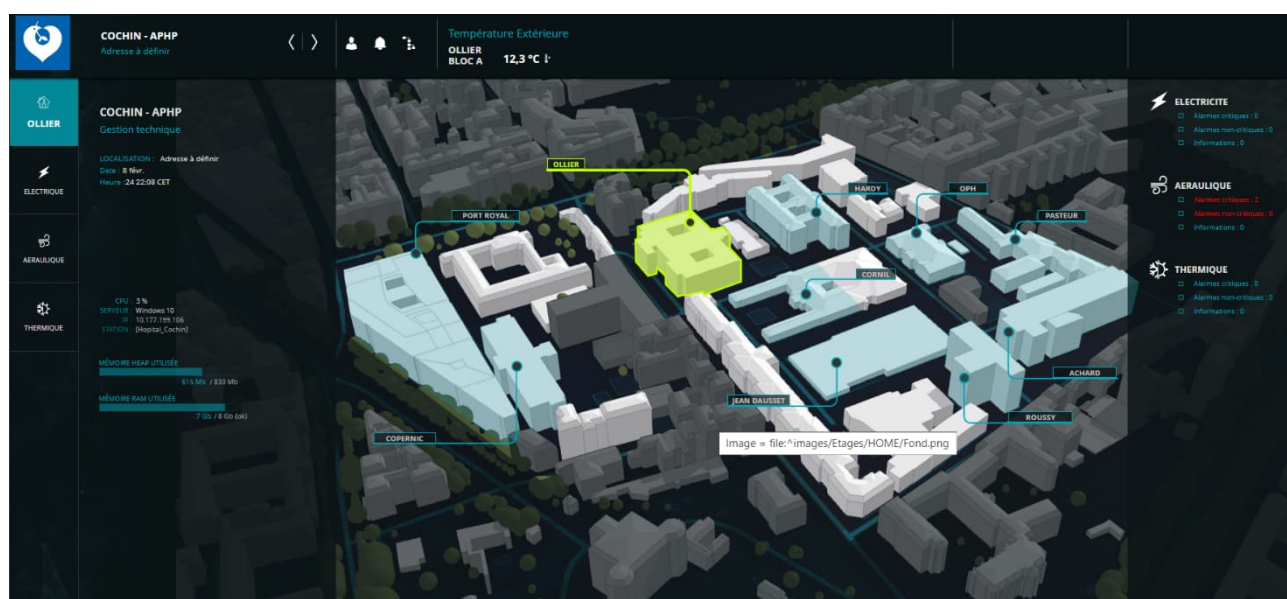 COCHIN - APHP
Adresse à définir
Température Extérieure
OLLIER
BLOC A 12,3 °C
OLLIER
ELECTRIQUE
AERAULIQUE
THERMIQUE
COCHIN - APHP
Gestion technique
LOCALISATION : Adresse à définir
Date : 8 févr.
Heure :24 22:08 CET
CPU : 3 %
SERVEUR : Windows 10
IP : 10.177.199.106
STATION : [Hopital_Cochin]
MÉMOIRE HEAP UTILISÉE
615 Mb / 833 Mb
MÉMOIRE RAM UTILISÉE
7 Gb / 8 Gb (ok)
OLLIER
HARDY
OPH
PORT ROYAL
PASTEUR
CORNIL
ACHARD
JEAN DAUSSET
ROUSSY
COPERNIC
Image = file:^images/Etages/HOME/Fond.png
ELECTRICITE
Alarmes critiques : 0
Alarmes non-critiques : 0
Informations : 0
AERAULIQUE
Alarmes critiques : 2
Alarmes non-critiques : 6
Informations : 0
THERMIQUE
Alarmes critiques : 0
Alarmes non-critiques : 0
Informations : 0